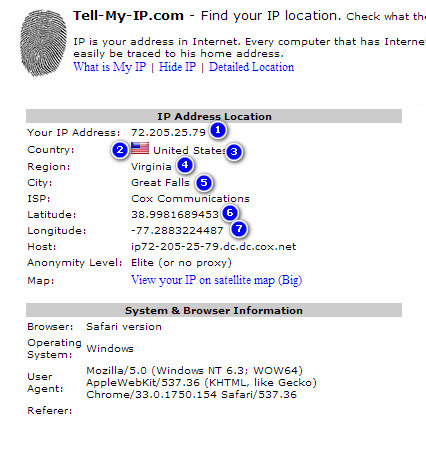 Tell-My-IP.com - Find your IP location. Check what the
IP is your address in Internet. Every computer that has Interne
easily be traced to his home address.
What is My IP | Hide IP | Detailed Location
IP Address Location
Your IP Address: 72.205.25.79 1
Country: 2 United States 3
Region: Virginia 4
City: Great Falls 5
ISP: Cox Communications
Latitude: 38.9981689453 6
Longitude: -77.2883224487 7
Host: ip72-205-25-79.dc.dc.cox.net
Anonymity Level: Elite (or no proxy)
Map: View your IP on satellite map (Big)
System & Browser Information
Browser: Safari version
Operating
System: Windows
User
Agent:
Mozilla/5.0 (Windows NT 6.3; WOW64)
AppleWebKit/537.36 (KHTML, like Gecko)
Chrome/33.0.1750.154 Safari/537.36
Referer: